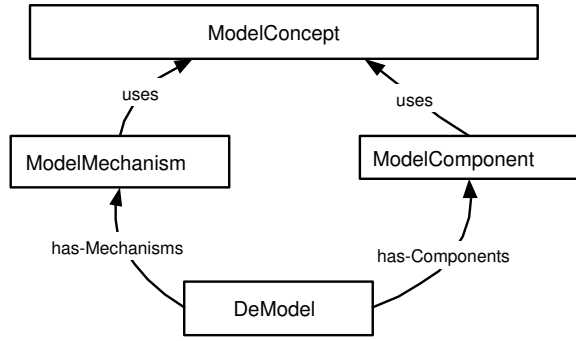 ModelConcept
uses
uses
ModelMechanism
ModelComponent
has-Mechanisms
has-Components
DeModel